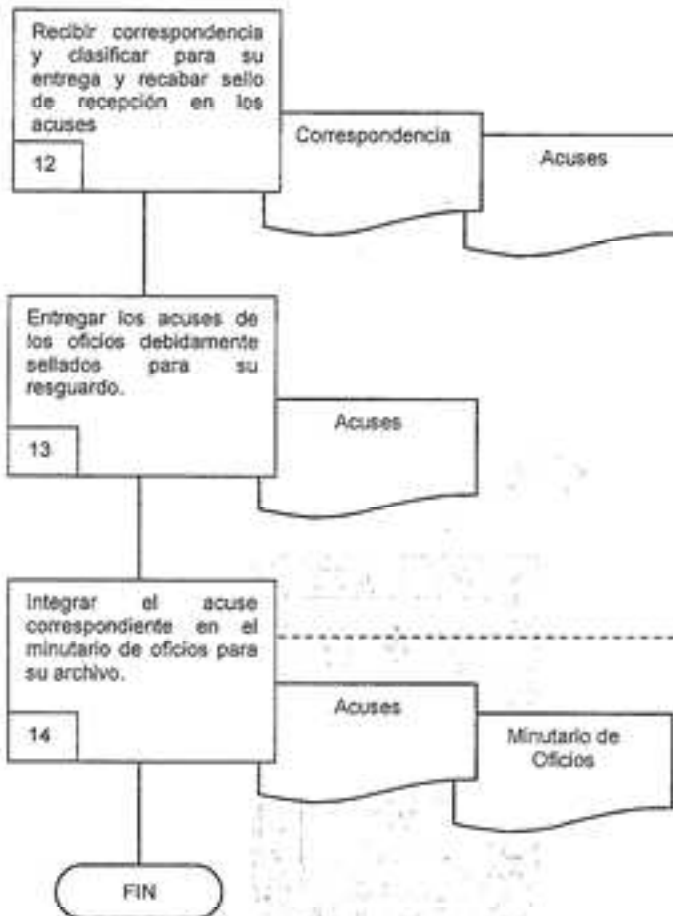 Recibir correspondencia
y clasificar para su
entrega y recabar sello
de recepción en los
acuses
12
Correspondencia
Acuses
Entregar los acuses de
los oficios debidamente
sellados para su
resguardo.
13
Acuses
Integrar el acuse
correspondiente en el
minutario de oficios para
su archivo.
14
Acuses
Minutario de
Oficios
FIN